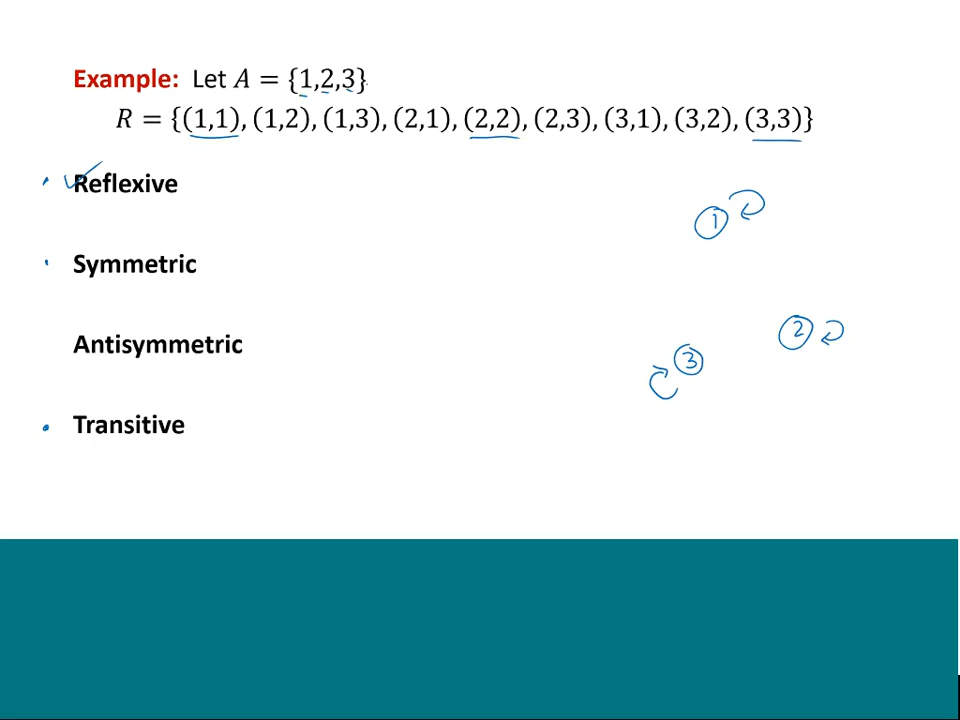 Example: Let A = {1,2,3}
R = {(1,1), (1,2), (1,3), (2,1), (2,2), (2,3), (3,1), (3,2), (3,3)}
Reflexive
1
Symmetric
2
Antisymmetric
3
Transitive